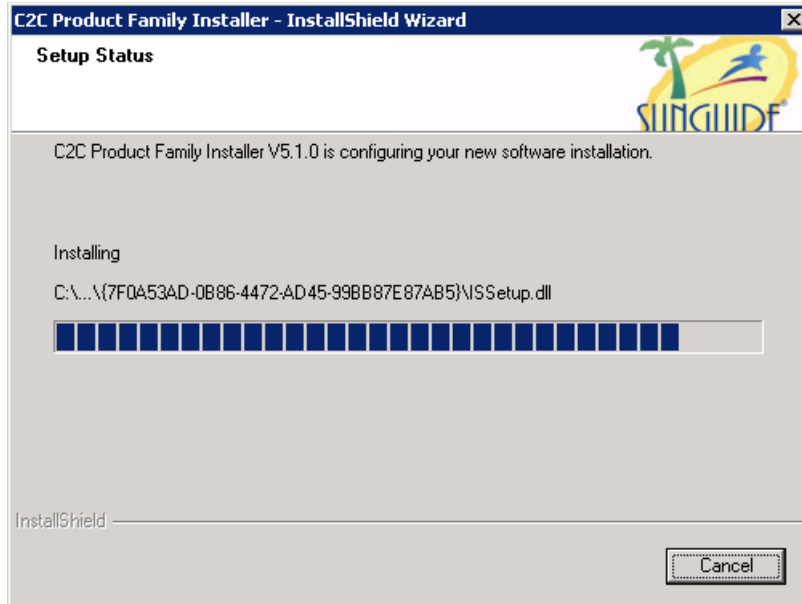 C2C Product Family Installer - InstallShield Wizard
Setup Status
SUNGUIDE®
C2C Product Family Installer V5.1.0 is configuring your new software installation.
Installing
C:\...\{7F0A53AD-0B86-4472-AD45-99BB87E87AB5}\ISSetup.dll
InstallShield
Cancel